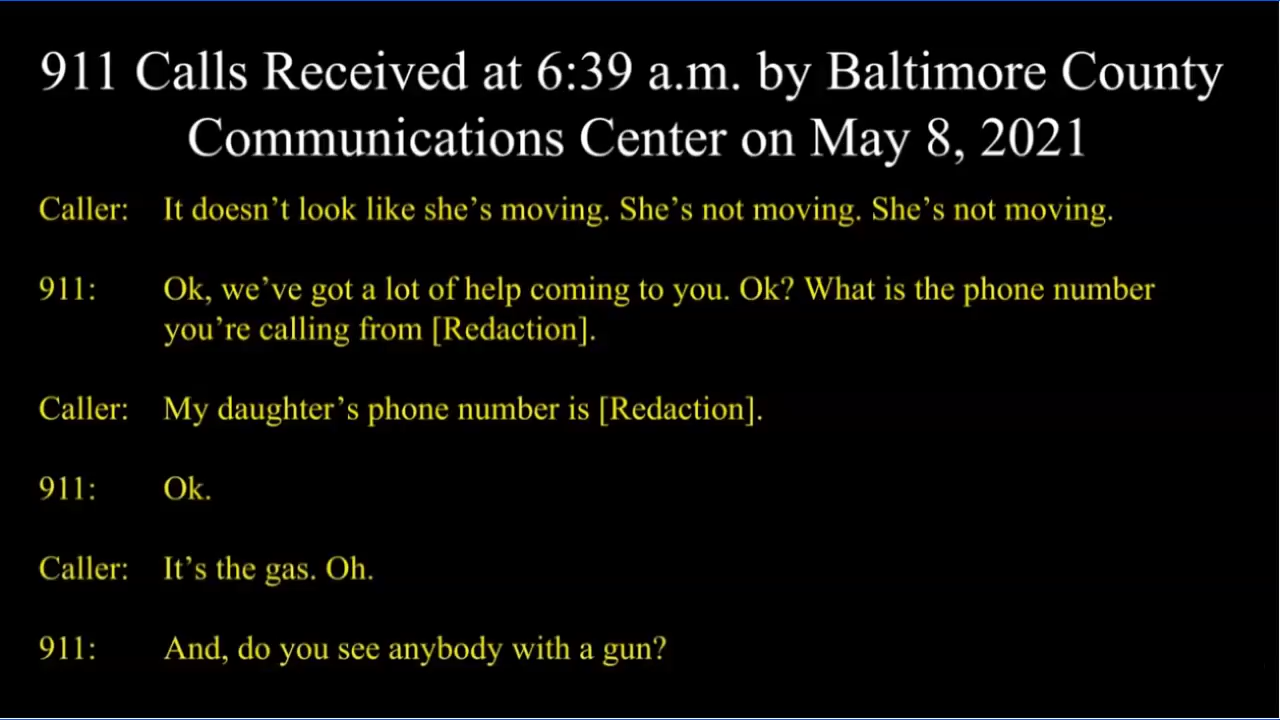 911 Calls Received at 6:39 a.m. by Baltimore County
Communications Center on May 8, 2021
Caller: It doesn’t look like she’s moving. She’s not moving. She’s not moving.
911: Ok, we’ve got a lot of help coming to you. Ok? What is the phone number
you’re calling from [Redaction].
Caller: My daughter’s phone number is [Redaction].
911: Ok.
Caller: It’s the gas. Oh.
911: And, do you see anybody with a gun?